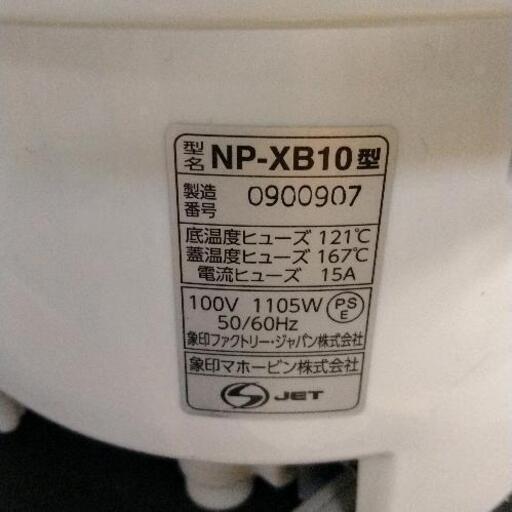 型名 NP-XB10型
製造番号 0900907
底温度ヒューズ 121℃
蓋温度ヒューズ 167℃
電流ヒューズ 15A
100V 1105W PSE
50/60Hz
象印ファクトリー・ジャパン株式会社
象印マホービン株式会社
JET